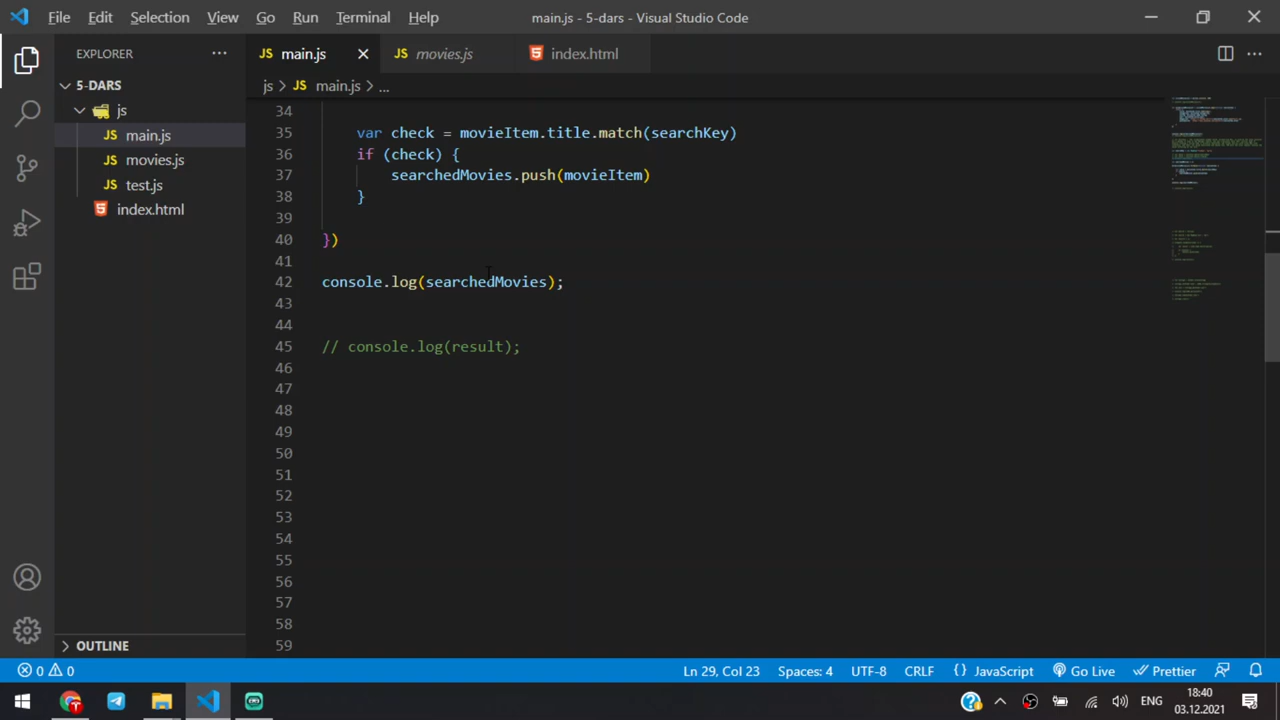 File Edit Selection View Go Run Terminal Help main.js - 5-dars - Visual Studio Code
EXPLORER
5-DARS
js
JS main.js
JS movies.js
JS test.js
index.html
OUTLINE
JS main.js JS movies.js index.html
js > JS main.js > ...
34
35 var check = movieItem.title.match(searchKey)
36 if (check) {
37 searchedMovies.push(movieItem)
38 }
39
40 })
41
42 console.log(searchedMovies);
43
44
45 // console.log(result);
46
47
48
49
50
51
52
53
54
55
56
57
58
59
0 0 Ln 29, Col 23 Spaces: 4 UTF-8 CRLF {} JavaScript Go Live Prettier
ENG 18:40
03.12.2021